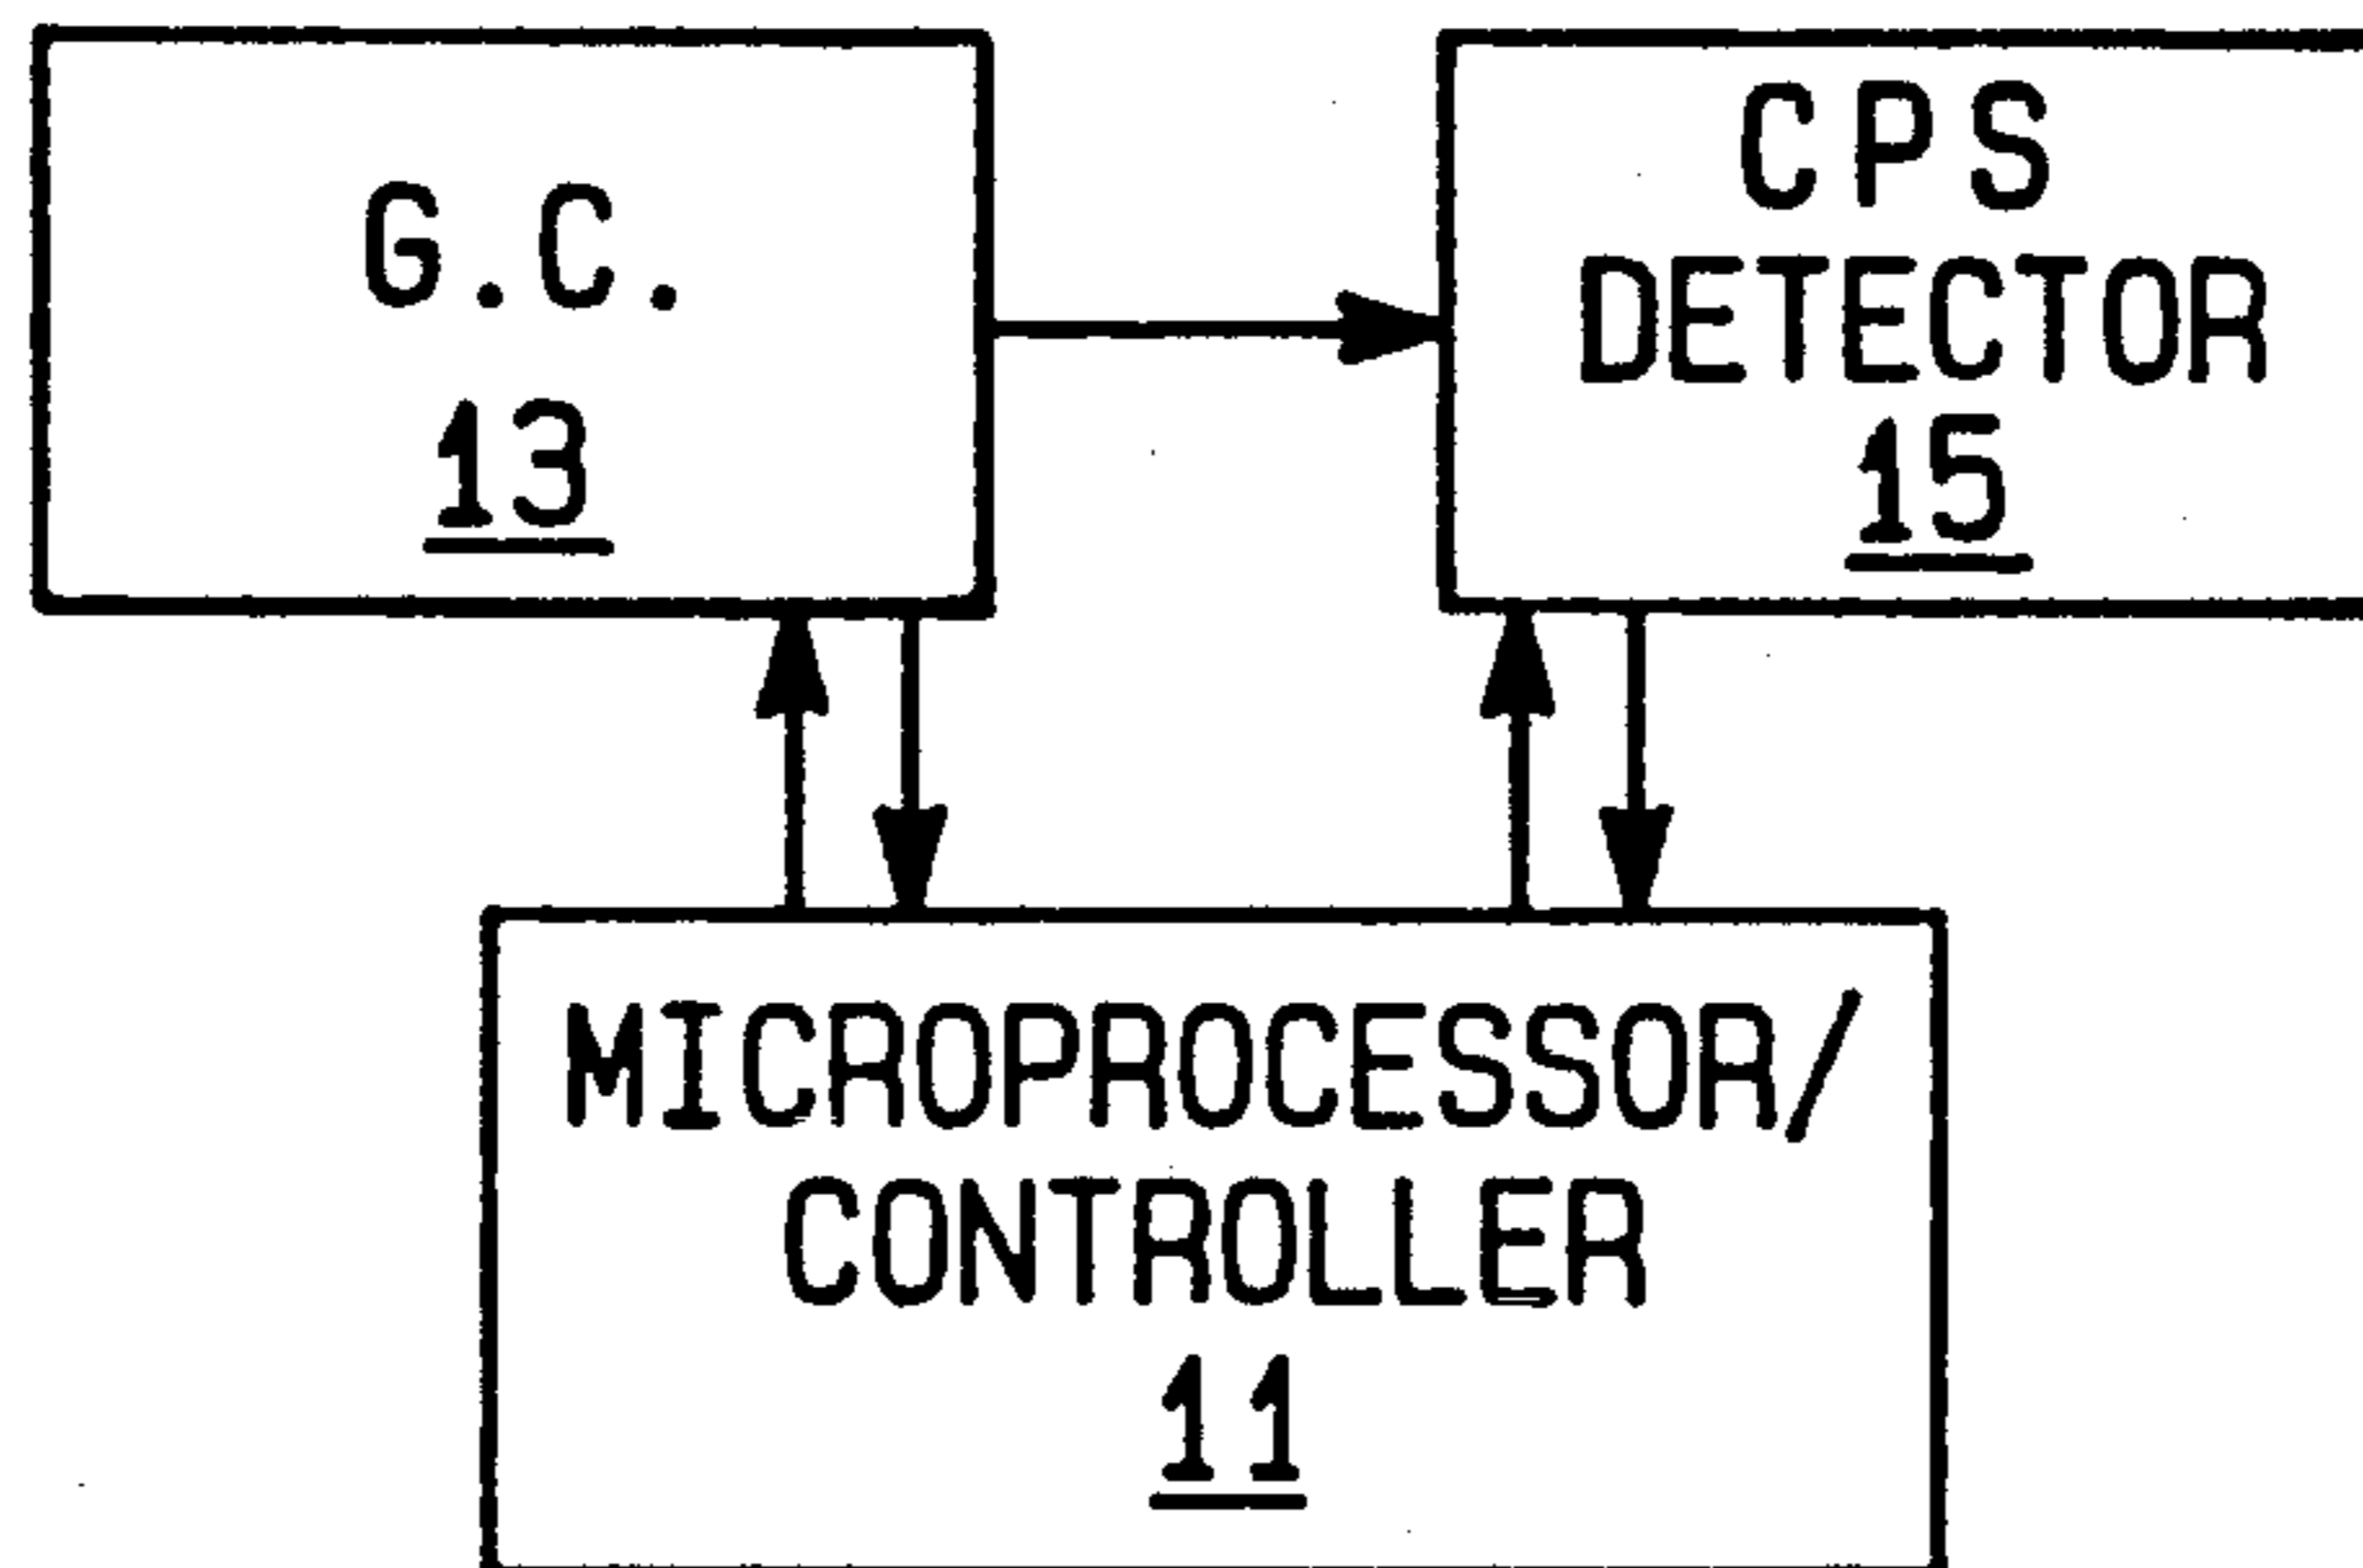 G.C.
13
CPS
DETECTOR
15
MICROPROCESSOR/
CONTROLLER
11